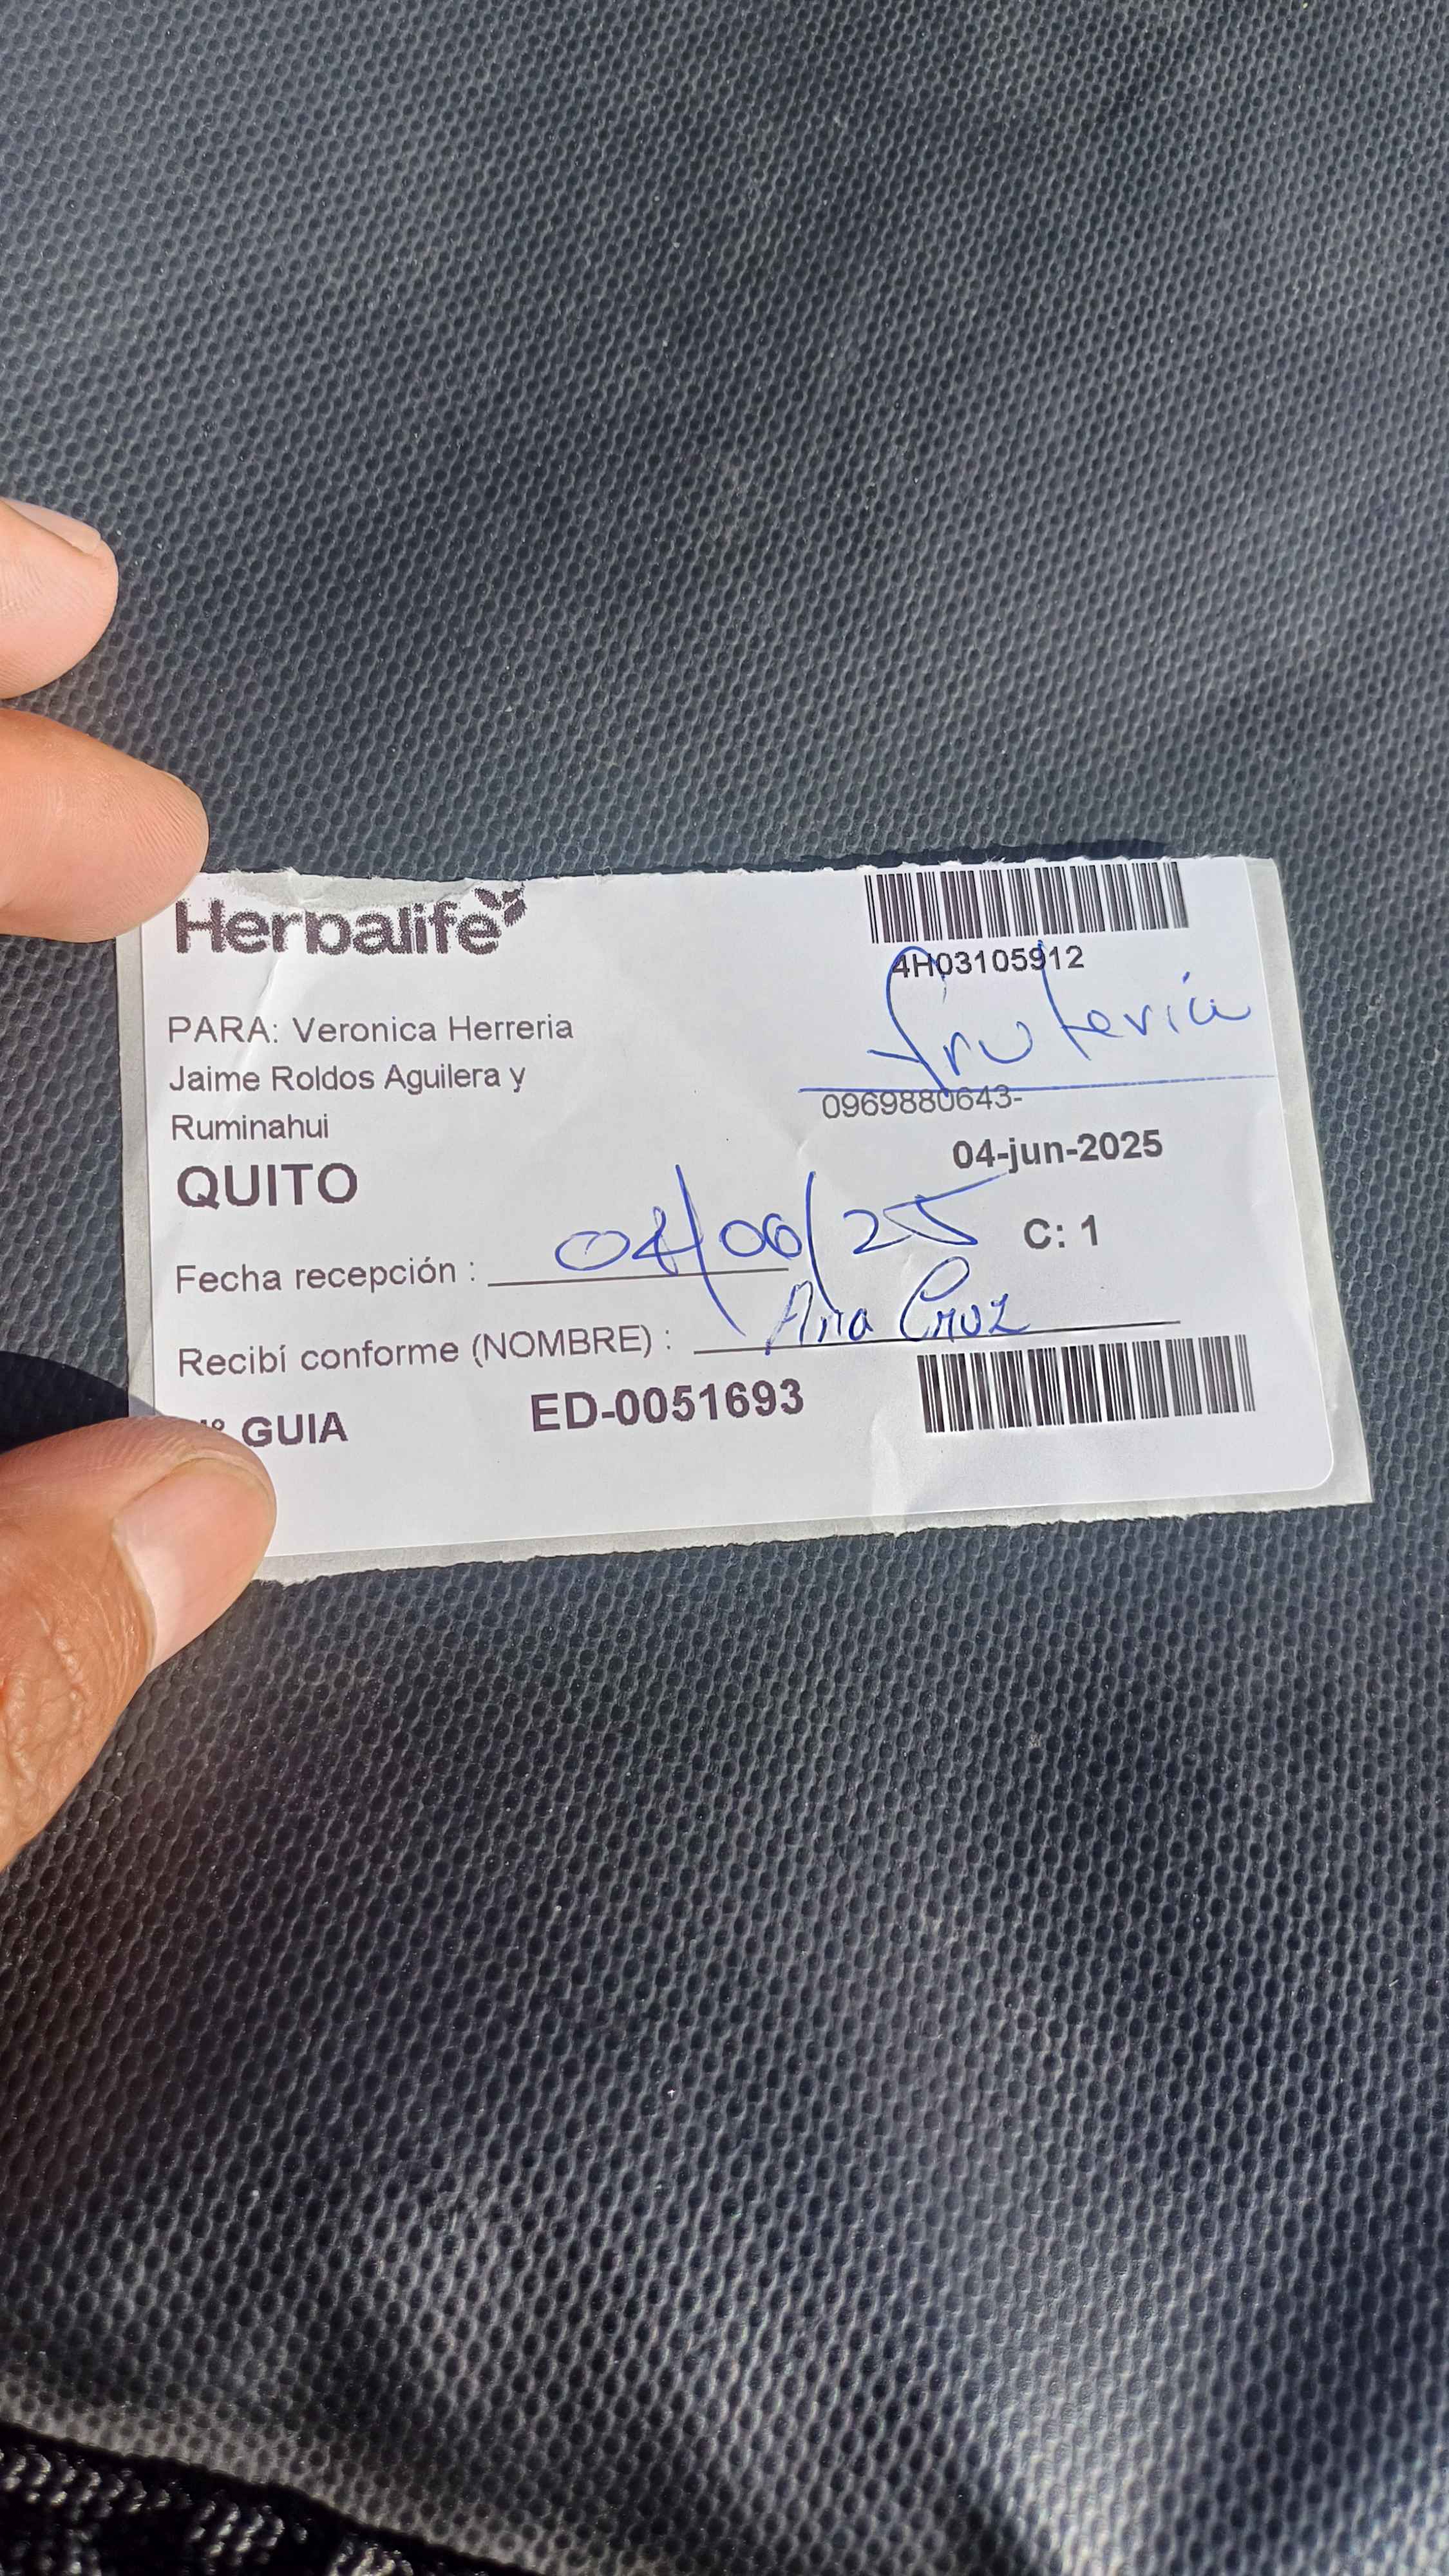 Herbalife
4H03105912
frutería
PARA: Veronica Herreria
Jaime Roldos Aguilera y
Ruminahui
0969880643-
QUITO
04-jun-2025
C: 1
Fecha recepción : 04/06/25
Recibí conforme (NOMBRE) : Ana Cruz
º GUIA ED-0051693